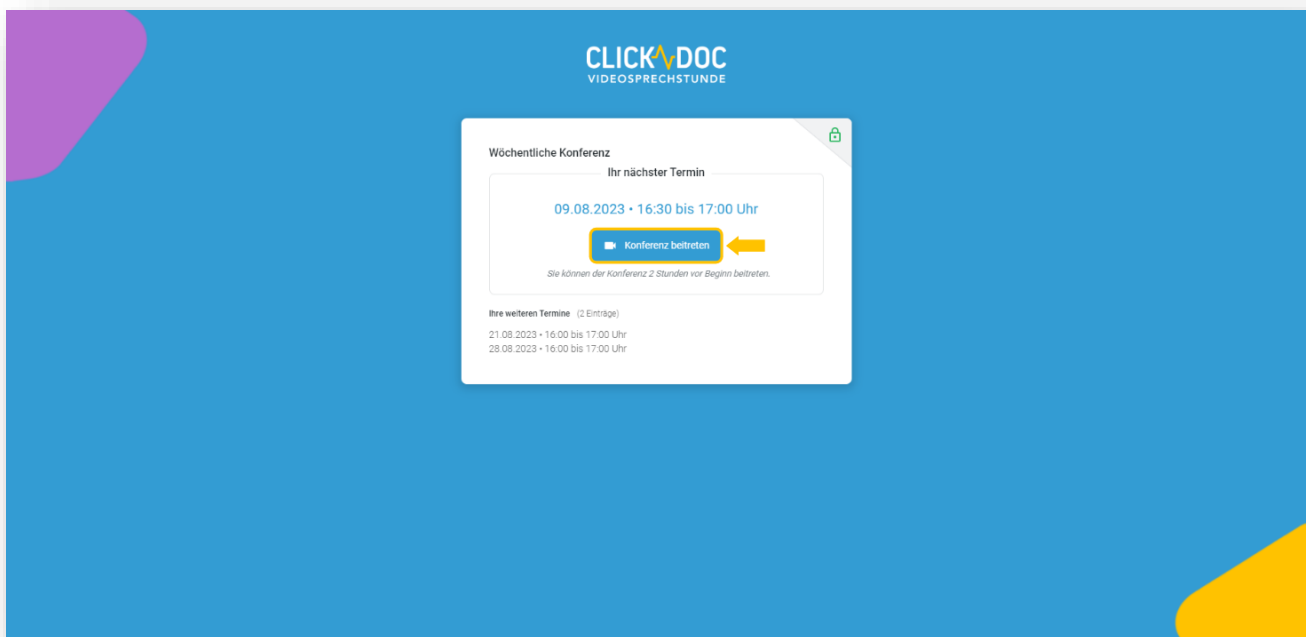 CLICK DOC
VIDEOSPRECHSTUNDE
Wöchentliche Konferenz
Ihr nächster Termin
09.08.2023 • 16:30 bis 17:00 Uhr
Konferenz beitreten
Sie können der Konferenz 2 Stunden vor Beginn beitreten.
Ihre weiteren Termine (2 Einträge)
21.08.2023 • 16:00 bis 17:00 Uhr
28.08.2023 • 16:00 bis 17:00 Uhr